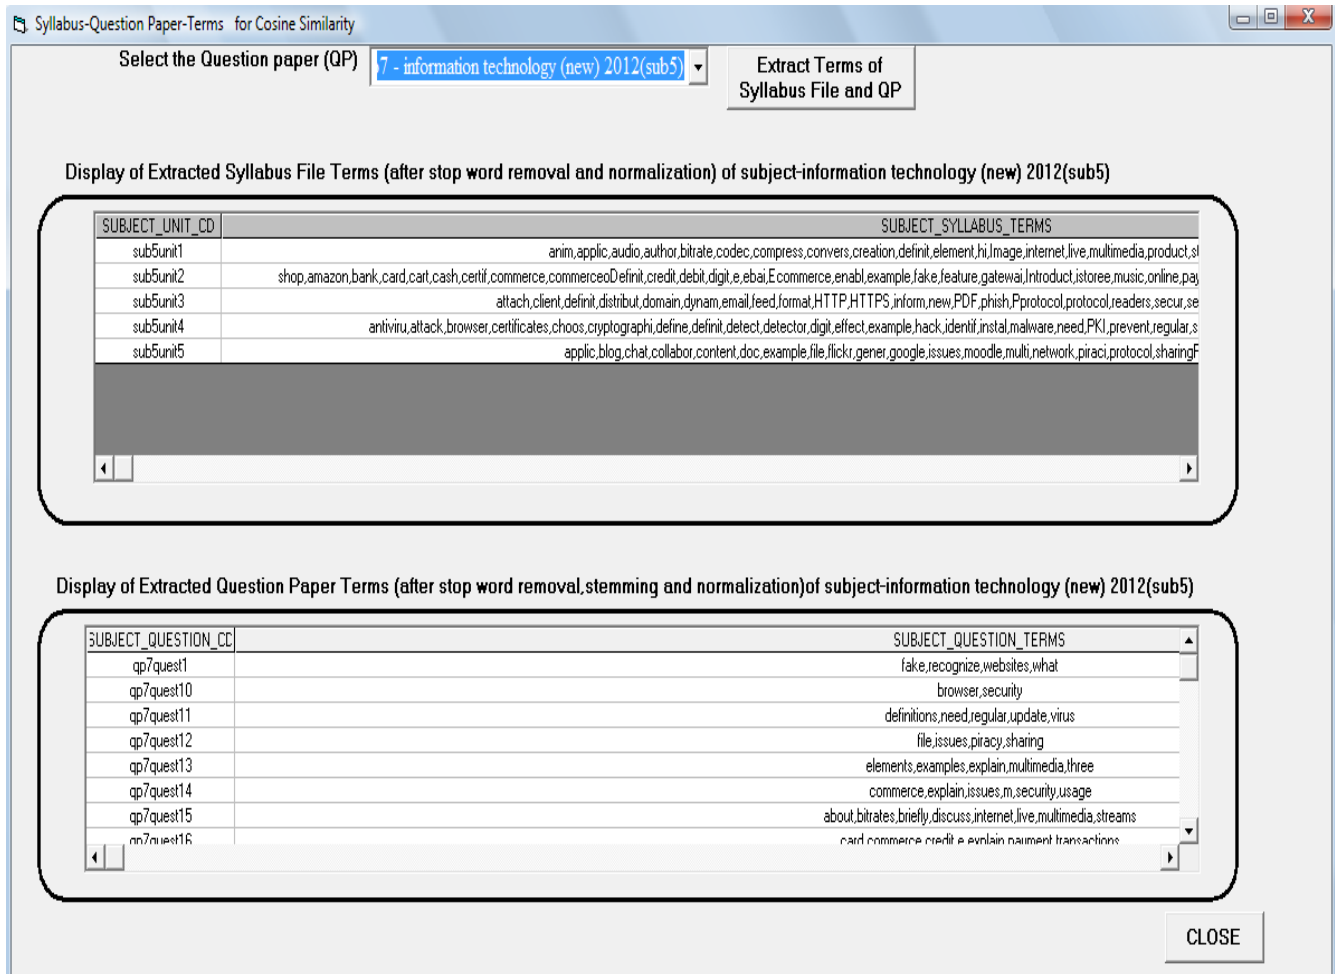 Syllabus-Question Paper-Terms for Cosine Similarity
Select the Question paper (QP)
7 - information technology (new) 2012(sub5)
Extract Terms of
Syllabus File and QP
Display of Extracted Syllabus File Terms (after stop word removal and normalization) of subject-information technology (new) 2012(sub5)
SUBJECT_UNIT_CD SUBJECT_SYLLABUS_TERMS
sub5unit1 anim,applic,audio,author,bitrate,codec,compress,convers,creation,definit,element,hi,Image,internet,live,multimedia,product,st
sub5unit2 shop,amazon,bank,card,cart,cash,certif,commerce,commerceoDefinit,credit,debit,digit,e,ebai,Ecommerce,enabl,example,fake,feature,gatewai,Introduct,istoree,music,online,pay
sub5unit3 attach,client,definit,distribut,domain,dynam,email,feed,format,HTTP,HTTPS,inform,new,PDF,phish,Pprotocol,protocol,readers,secur,se
sub5unit4 antiviru,attack,browser,certificates,choos,cryptographi,define,definit,detect,detector,digit,effect,example,hack,identif,instal,malware,need,PKI,prevent,regular,s
sub5unit5 applic,blog,chat,collabor,content,doc,example,file,flickr,gener,google,issues,moodle,multi,network,piraci,protocol,sharingF
Display of Extracted Question Paper Terms (after stop word removal,stemming and normalization)of subject-information technology (new) 2012(sub5)
SUBJECT_QUESTION_CD SUBJECT_QUESTION_TERMS
qp7quest1 fake,recognize,websites,what
qp7quest10 browser,security
qp7quest11 definitions,need,regular,update,virus
qp7quest12 file,issues,piracy,sharing
qp7quest13 elements,examples,explain,multimedia,three
qp7quest14 commerce,explain,issues,m,security,usage
qp7quest15 about,bitrates,briefly,discuss,internet,live,multimedia,streams
qp7quest16 card,commerce,credit,e,explain,payment,transactions
CLOSE